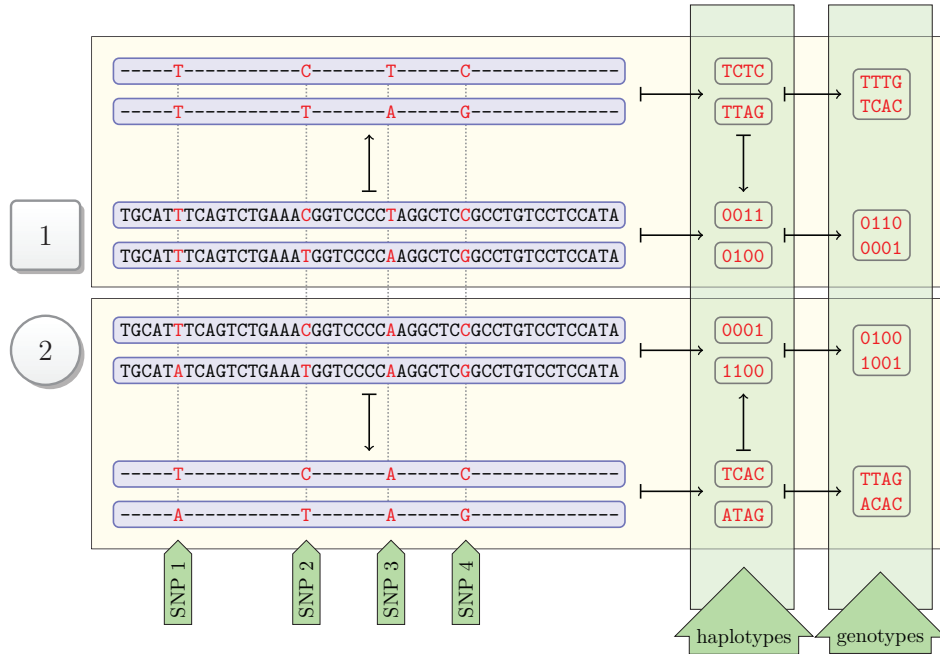 -----T-----------C-------T------C--------------
TCTC
TTTG
TCAC
-----T-----------T-------A------G--------------
TTAG
1
TGCATTTCAGTCTGAAACGGTCCCCTAGGCTCCGCCTGTCCTCCATA
0011
0110
0001
TGCATTTCAGTCTGAAATGGTCCCCAAGGCTCGGCCTGTCCTCCATA
0100
2
TGCATTTCAGTCTGAAACGGTCCCCAAGGCTCCGCCTGTCCTCCATA
0001
0100
1001
TGCATATCAGTCTGAAATGGTCCCCAAGGCTCGGCCTGTCCTCCATA
1100
-----T-----------C-------A------C--------------
TCAC
TTAG
ACAC
-----A-----------T-------A------G--------------
ATAG
SNP 1
SNP 2
SNP 3
SNP 4
haplotypes
genotypes